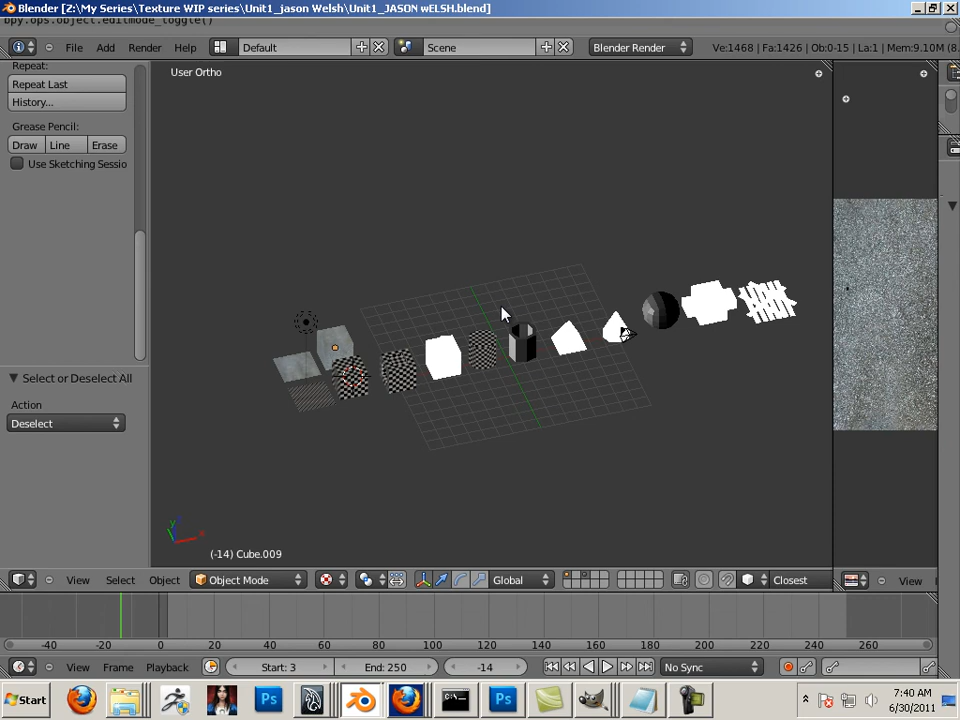 Blender [Z:\My Series\Texture WIP series\Unit1_jason Welsh\Unit1_JASON wELSH.blend]
bpy.ops.object.editmode_toggle()
File Add Render Help Default Scene Blender Render Ve:1468 | Fa:1426 | Ob:0-15 | La:1 | Mem:9.10M (8.
Repeat:
User Ortho
Repeat Last
History...
Grease Pencil:
Draw Line Erase
Use Sketching Sessio
Select or Deselect All
Action
Deselect
y x
(-14) Cube.009
View Select Object Object Mode Global Closest View
-40 -20 0 20 40 60 80 100 120 140 160 180 200 220 240 260
View Frame Playback Start: 3 End: 250 -14 No Sync
Start Ps Ps 7:40 AM
6/30/2011